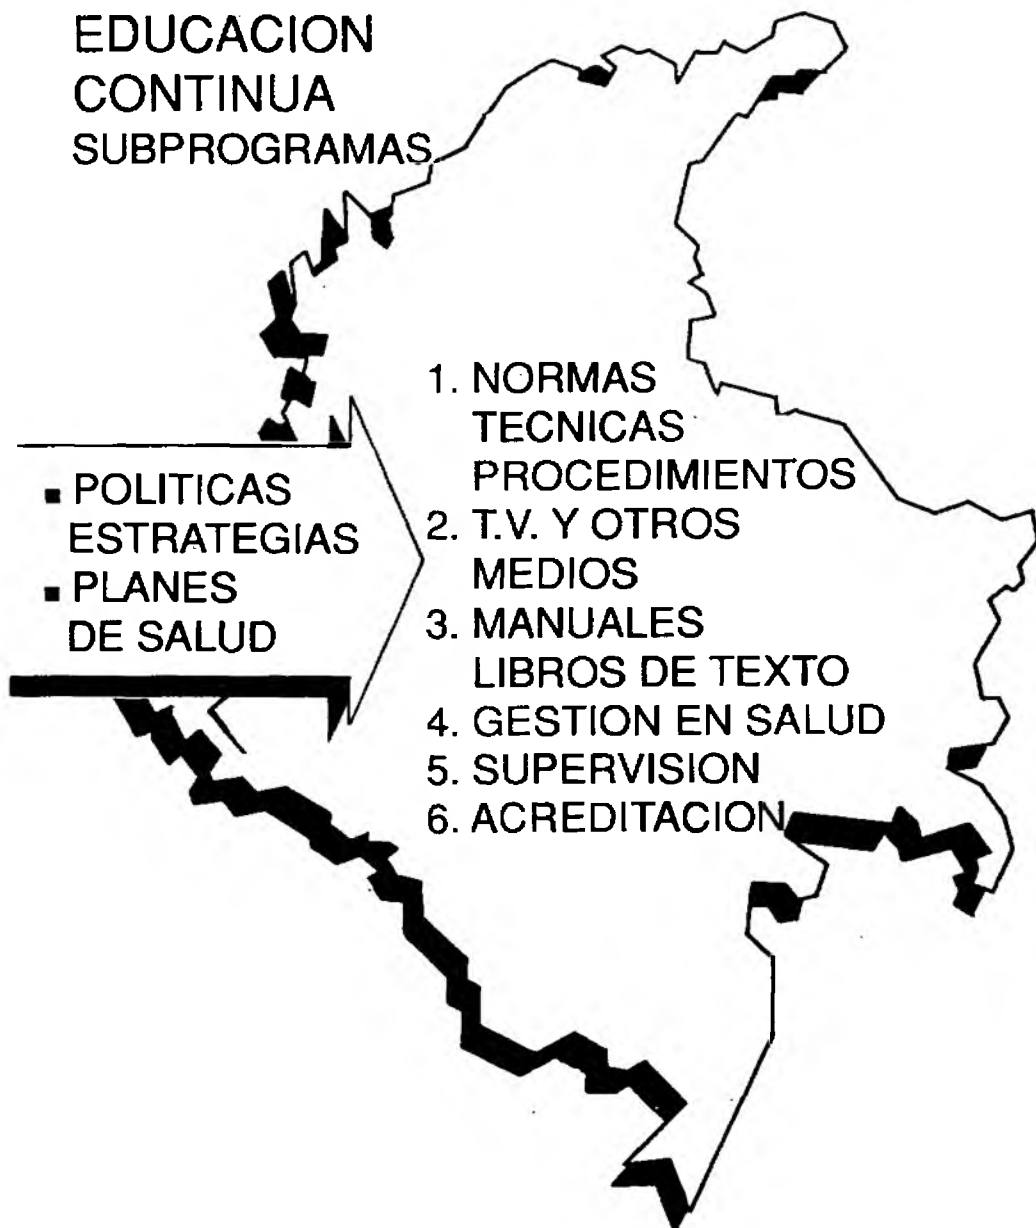 EDUCACION
CONTINUA
SUBPROGRAMAS
▪ POLITICAS
ESTRATEGIAS
▪ PLANES
DE SALUD
1. NORMAS
TECNICAS
PROCEDIMIENTOS
2. T.V. Y OTROS
MEDIOS
3. MANUALES
LIBROS DE TEXTO
4. GESTION EN SALUD
5. SUPERVISION
6. ACREDITACION